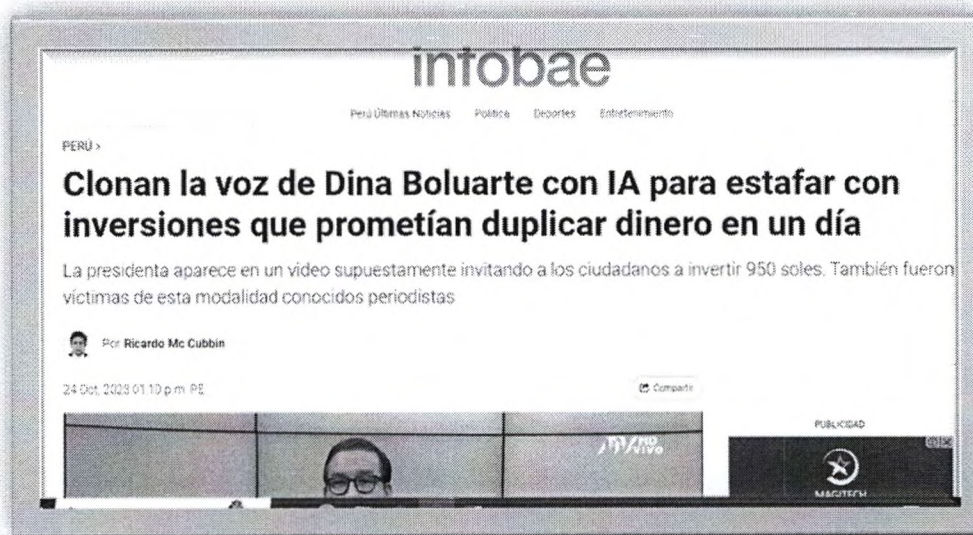 infobae
Perú Últimas Noticias Política Deportes Entretenimiento
PERÚ >
Clonan la voz de Dina Boluarte con IA para estafar con
inversiones que prometían duplicar dinero en un día
La presidenta aparece en un video supuestamente invitando a los ciudadanos a invertir 950 soles. También fueron
víctimas de esta modalidad conocidos periodistas
Por Ricardo Mc Cubbin
24 Oct, 2023 01:10 p.m. PE
Compartir
PUBLICIDAD
VIVO
MAGITECH